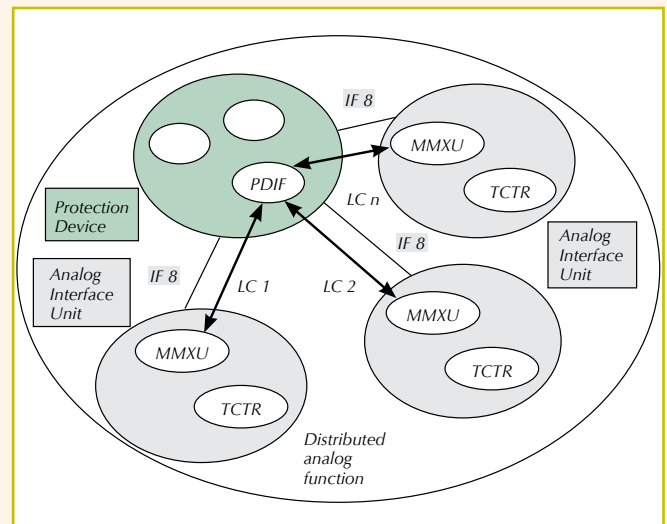 IF 8
MMXU
TCTR
PDIF
LC n
Protection
Device
IF 8
Analog
Interface
Unit
Analog
Interface
Unit
IF 8
LC 1
LC 2
MMXU
TCTR
MMXU
TCTR
Distributed
analog
function